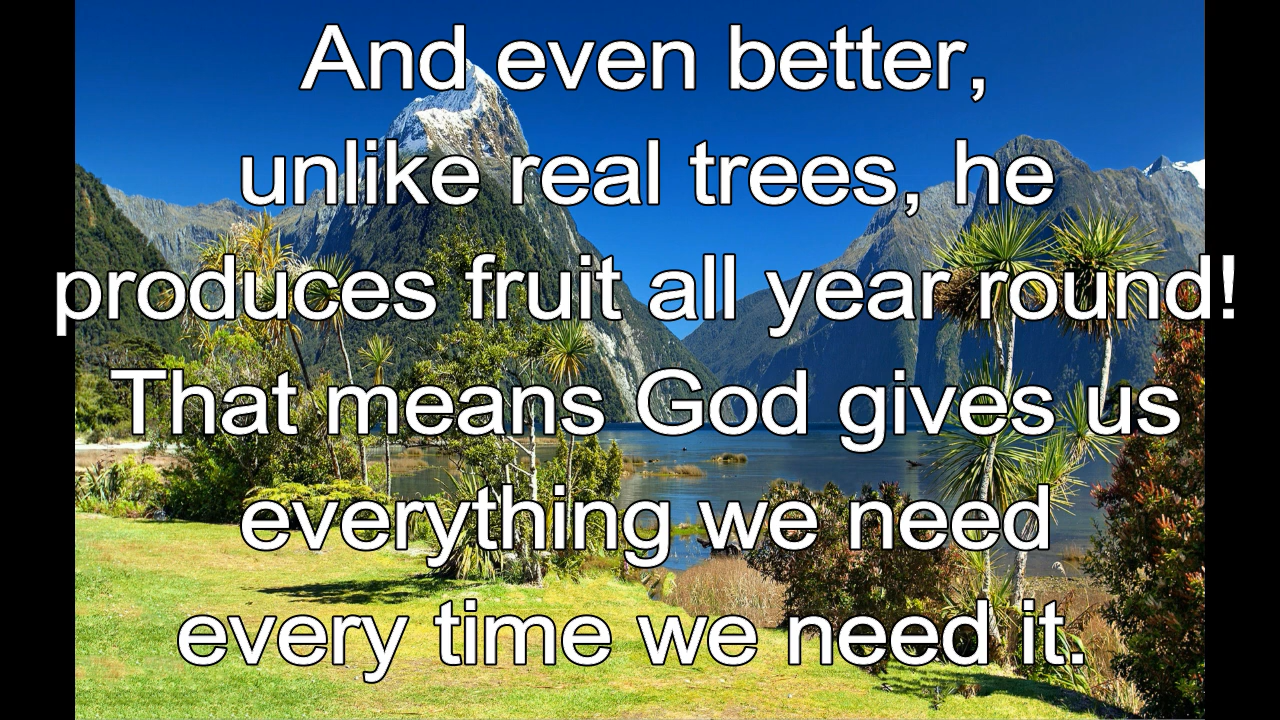 And even better,
unlike real trees, he
produces fruit all year round!
That means God gives us
everything we need
every time we need it.